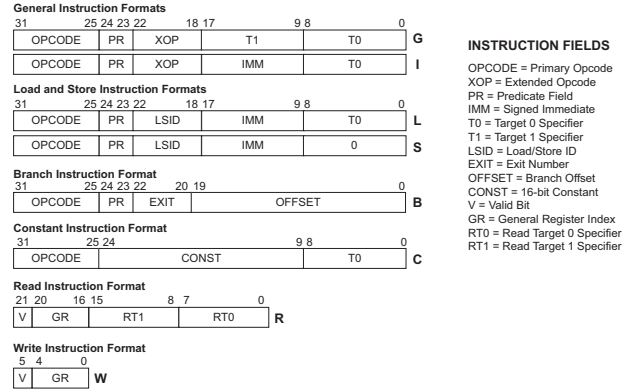 General Instruction Formats
31 25 24 23 22 18 17 9 8 0
OPCODE PR XOP T1 T0 G
OPCODE PR XOP IMM T0 I
Load and Store Instruction Formats
31 25 24 23 22 18 17 9 8 0
OPCODE PR LSID IMM T0 L
OPCODE PR LSID IMM 0 S
Branch Instruction Format
31 25 24 23 22 20 19 0
OPCODE PR EXIT OFFSET B
Constant Instruction Format
31 25 24 9 8 0
OPCODE CONST T0 C
Read Instruction Format
21 20 16 15 8 7 0
V GR RT1 RT0 R
Write Instruction Format
5 4 0
V GR W
INSTRUCTION FIELDS
OPCODE = Primary Opcode
XOP = Extended Opcode
PR = Predicate Field
IMM = Signed Immediate
T0 = Target 0 Specifier
T1 = Target 1 Specifier
LSID = Load/Store ID
EXIT = Exit Number
OFFSET = Branch Offset
CONST = 16-bit Constant
V = Valid Bit
GR = General Register Index
RT0 = Read Target 0 Specifier
RT1 = Read Target 1 Specifier